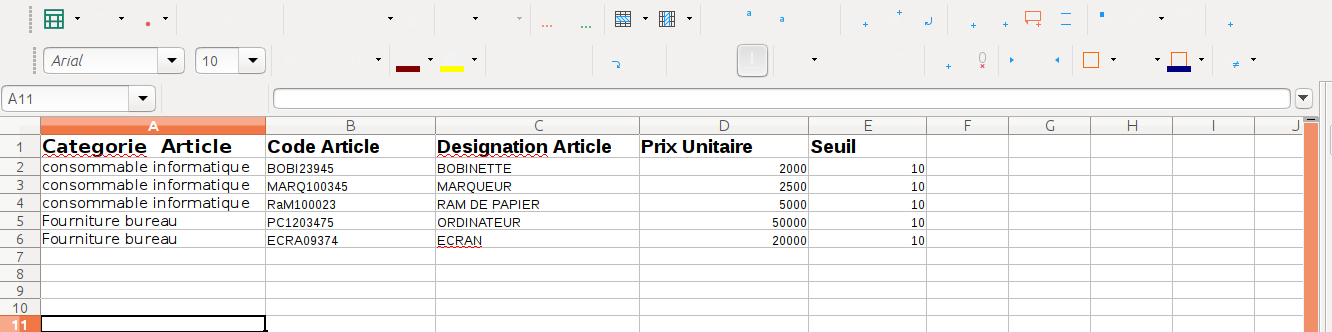 Arial 10
A11
A B C D E F G H I J
1 Categorie Article Code Article Designation Article Prix Unitaire Seuil
2 consommable informatique BOBI23945 BOBINETTE 2000 10
3 consommable informatique MARQ100345 MARQUEUR 2500 10
4 consommable informatique RaM100023 RAM DE PAPIER 5000 10
5 Fourniture bureau PC1203475 ORDINATEUR 50000 10
6 Fourniture bureau ECRA09374 ECRAN 20000 10
7
8
9
10
11